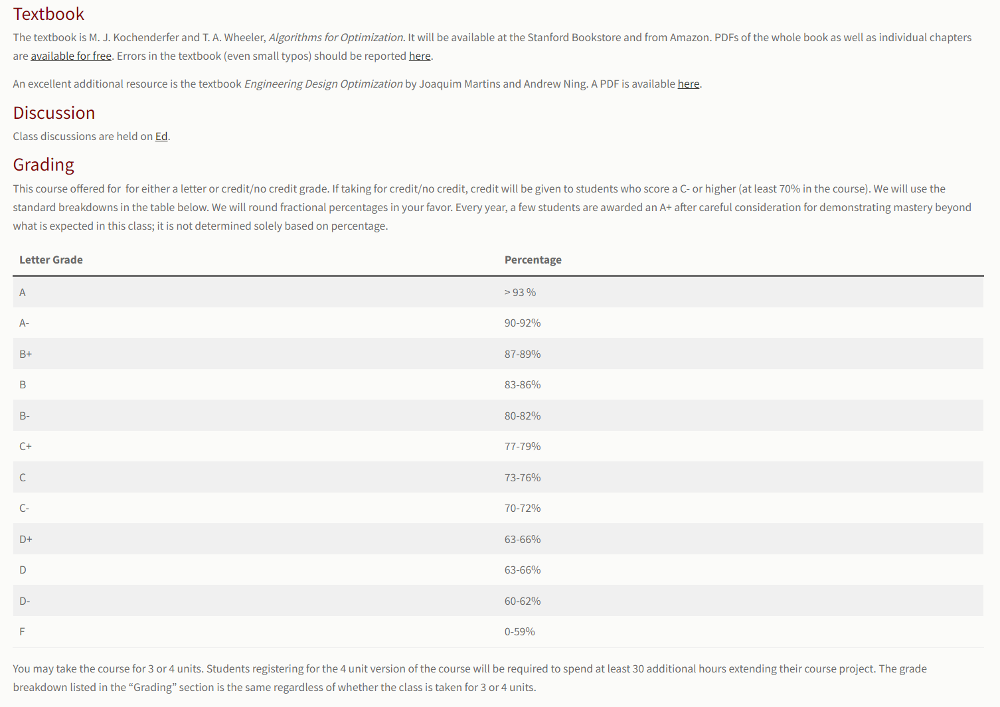 Textbook
The textbook is M. J. Kochenderfer and T. A. Wheeler, Algorithms for Optimization. It will be available at the Stanford Bookstore and from Amazon. PDFs of the whole book as well as individual chapters
are available for free. Errors in the textbook (even small typos) should be reported here.
An excellent additional resource is the textbook Engineering Design Optimization by Joaquim Martins and Andrew Ning. A PDF is available here.
Discussion
Class discussions are held on Ed.
Grading
This course offered for  for either a letter or credit/no credit grade. If taking for credit/no credit, credit will be given to students who score a C- or higher (at least 70% in the course). We will use the
standard breakdowns in the table below. We will round fractional percentages in your favor. Every year, a few students are awarded an A+ after careful consideration for demonstrating mastery beyond
what is expected in this class; it is not determined solely based on percentage.
Letter Grade Percentage
A > 93 %
A- 90-92%
B+ 87-89%
B 83-86%
B- 80-82%
C+ 77-79%
C 73-76%
C- 70-72%
D+ 63-66%
D 63-66%
D- 60-62%
F 0-59%
You may take the course for 3 or 4 units. Students registering for the 4 unit version of the course will be required to spend at least 30 additional hours extending their course project. The grade
breakdown listed in the “Grading” section is the same regardless of whether the class is taken for 3 or 4 units.